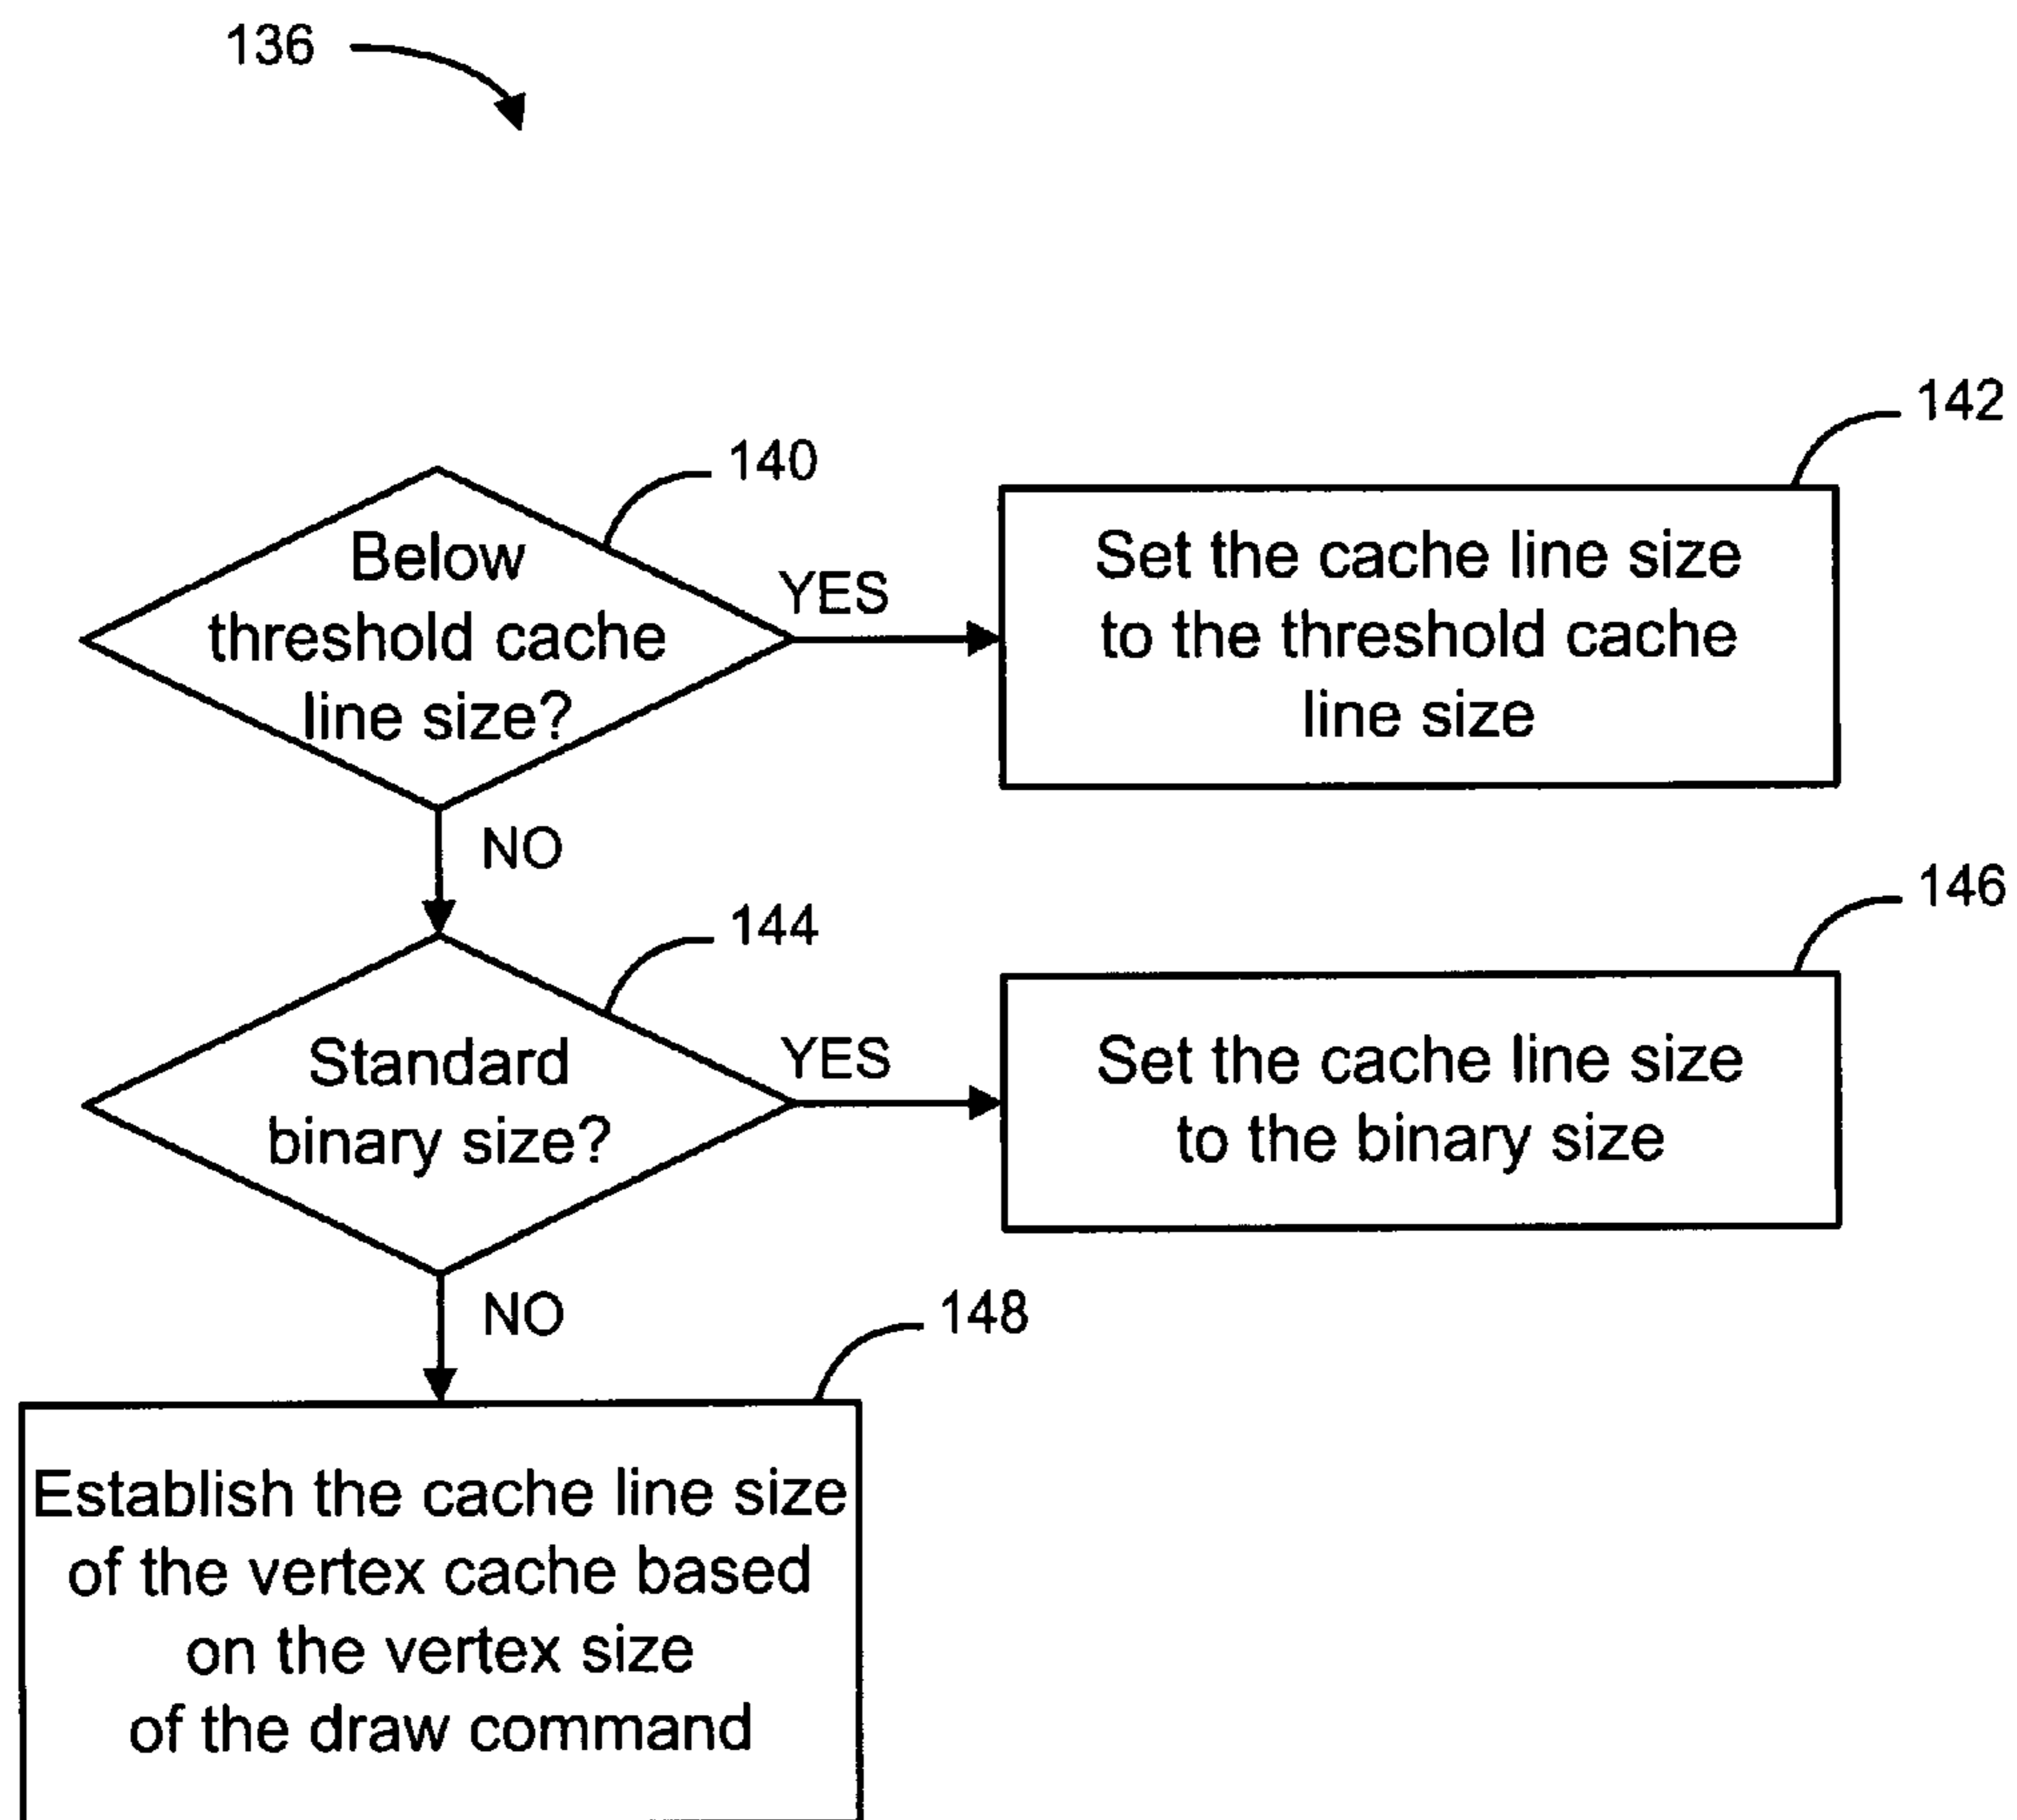 136
142
140
Below
threshold cache
line size?
YES
Set the cache line size
to the threshold cache
line size
NO
146
144
Standard
binary size?
YES
Set the cache line size
to the binary size
NO
148
Establish the cache line size
of the vertex cache based
on the vertex size
of the draw command